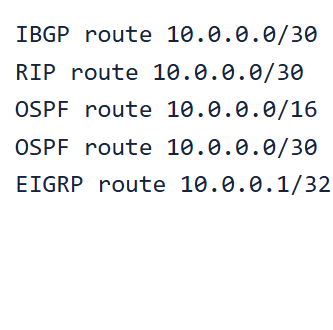 IBGP route 10.0.0.0/30
RIP route 10.0.0.0/30
OSPF route 10.0.0.0/16
OSPF route 10.0.0.0/30
EIGRP route 10.0.0.1/32